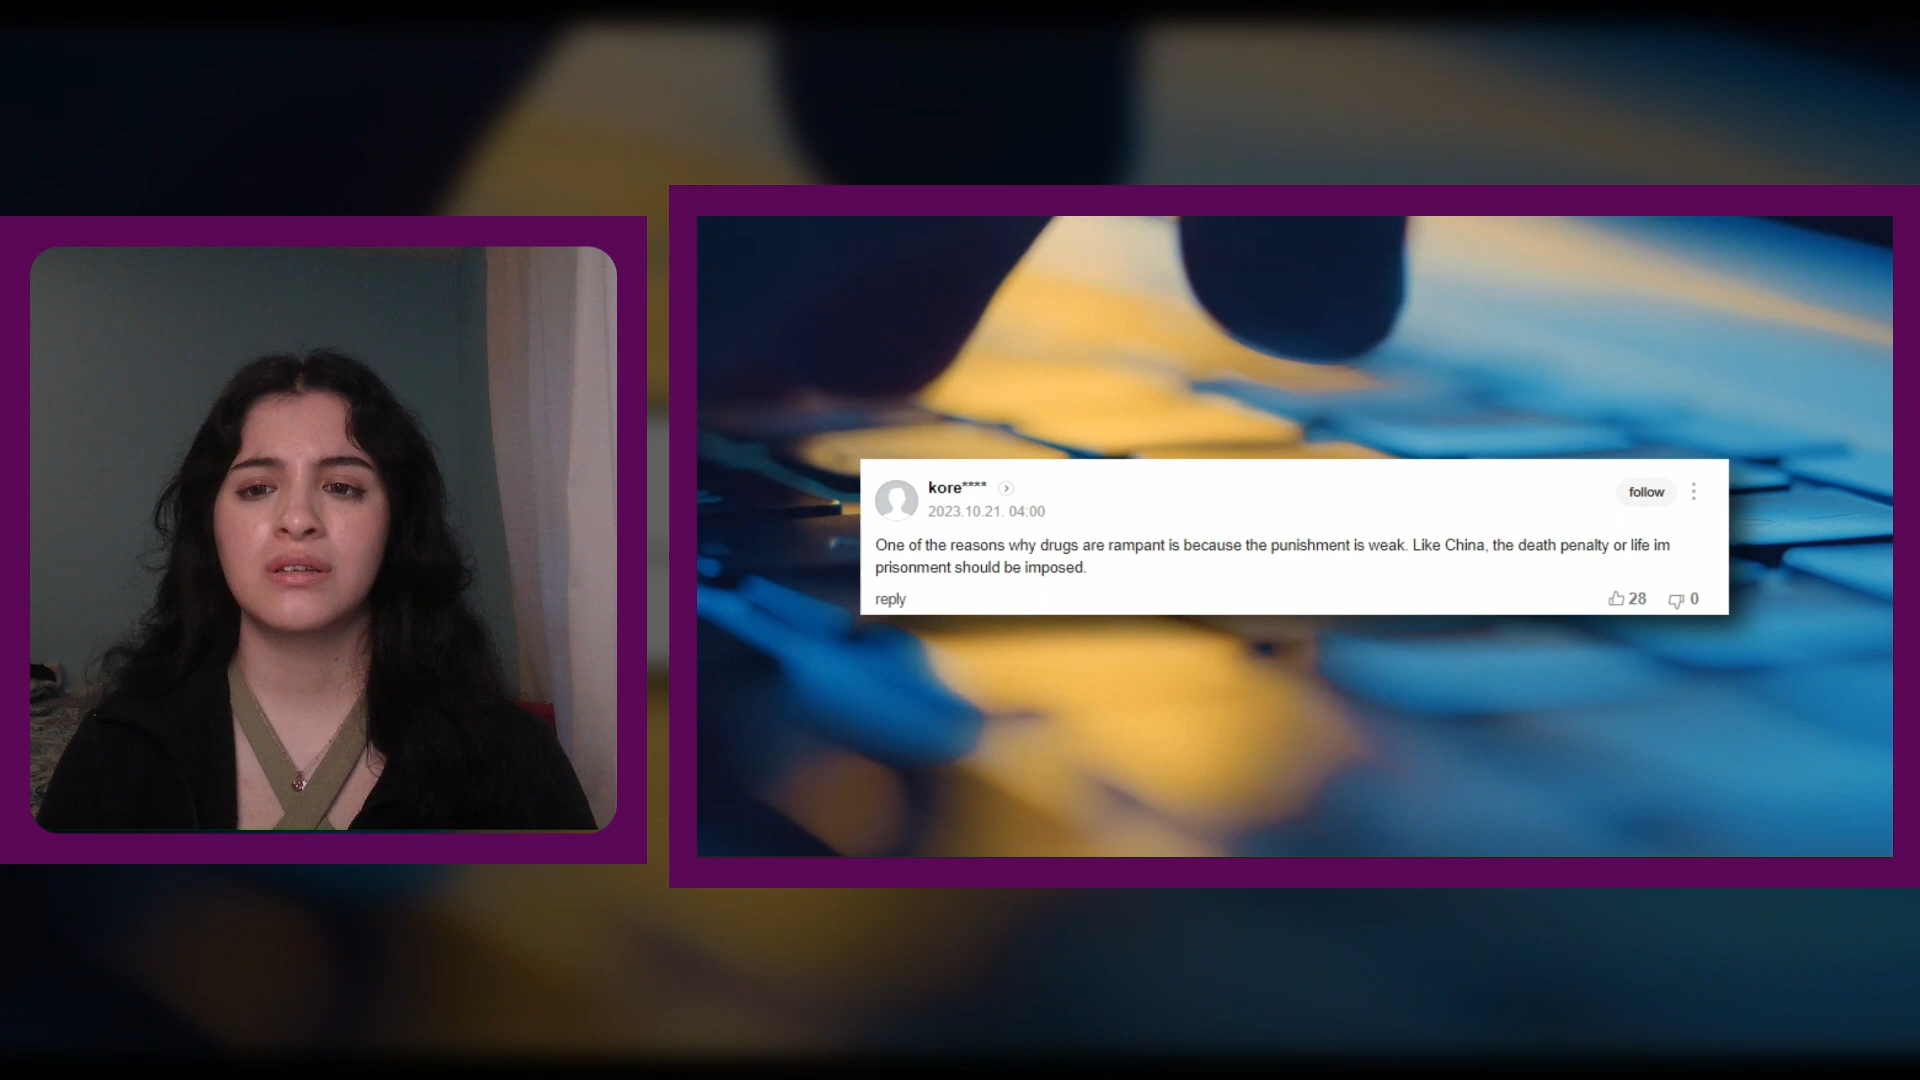 kore****
follow
2023.10.21. 04:00
One of the reasons why drugs are rampant is because the punishment is weak. Like China, the death penalty or life im
prisonment should be imposed.
reply
28
0